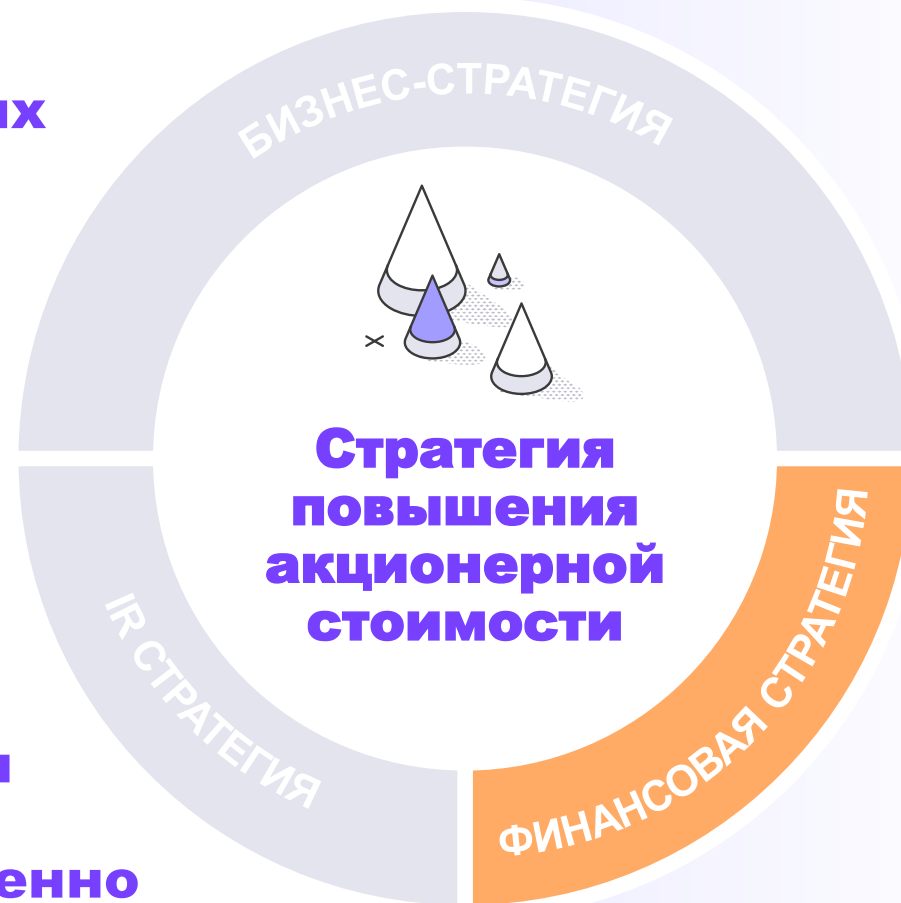 БИЗНЕС-СТРАТЕГИЯ
Стратегия
повышения
акционерной
стоимости
IR СТРАТЕГИЯ
ФИНАНСОВАЯ СТРАТЕГИЯ